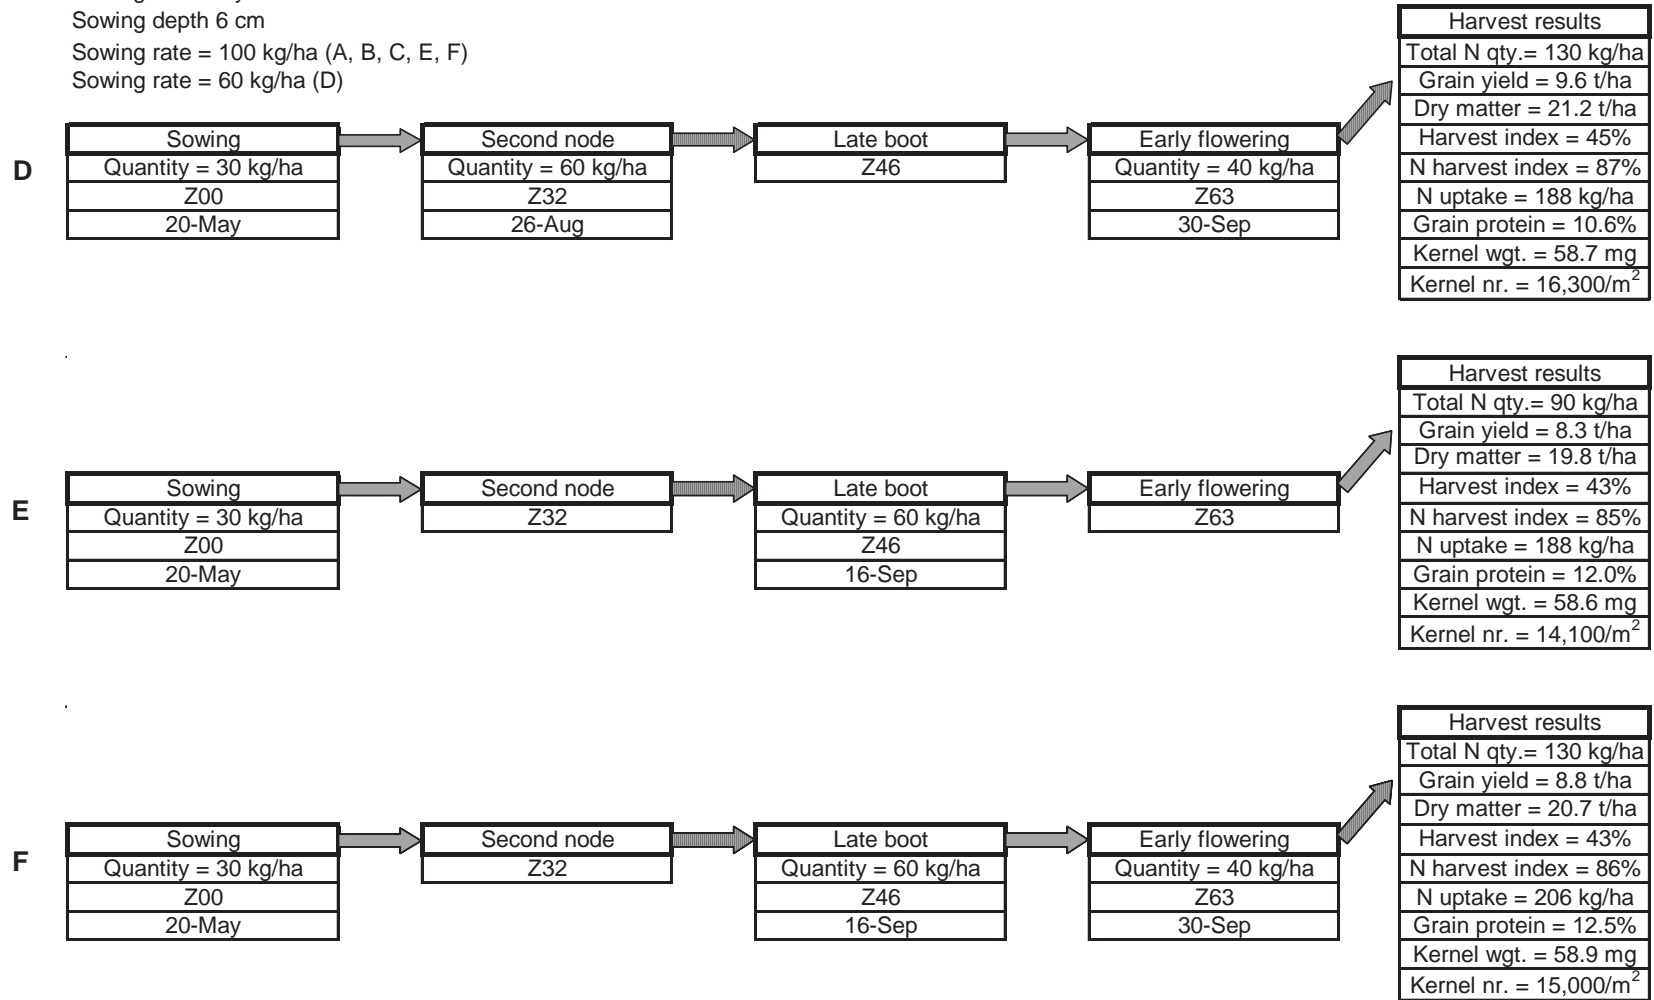 Sowing depth 6 cm
Sowing rate = 100 kg/ha (A, B, C, E, F)
Sowing rate = 60 kg/ha (D)
D
Sowing
Quantity = 30 kg/ha
Z00
20-May
Second node
Quantity = 60 kg/ha
Z32
26-Aug
Late boot
Z46
Early flowering
Quantity = 40 kg/ha
Z63
30-Sep
Harvest results
Total N qty.= 130 kg/ha
Grain yield = 9.6 t/ha
Dry matter = 21.2 t/ha
Harvest index = 45%
N harvest index = 87%
N uptake = 188 kg/ha
Grain protein = 10.6%
Kernel wgt. = 58.7 mg
Kernel nr. = 16,300/m²
E
Sowing
Quantity = 30 kg/ha
Z00
20-May
Second node
Z32
Late boot
Quantity = 60 kg/ha
Z46
16-Sep
Early flowering
Z63
Harvest results
Total N qty.= 90 kg/ha
Grain yield = 8.3 t/ha
Dry matter = 19.8 t/ha
Harvest index = 43%
N harvest index = 85%
N uptake = 188 kg/ha
Grain protein = 12.0%
Kernel wgt. = 58.6 mg
Kernel nr. = 14,100/m²
F
Sowing
Quantity = 30 kg/ha
Z00
20-May
Second node
Z32
Late boot
Quantity = 60 kg/ha
Z46
16-Sep
Early flowering
Quantity = 40 kg/ha
Z63
30-Sep
Harvest results
Total N qty.= 130 kg/ha
Grain yield = 8.8 t/ha
Dry matter = 20.7 t/ha
Harvest index = 43%
N harvest index = 86%
N uptake = 206 kg/ha
Grain protein = 12.5%
Kernel wgt. = 58.9 mg
Kernel nr. = 15,000/m²